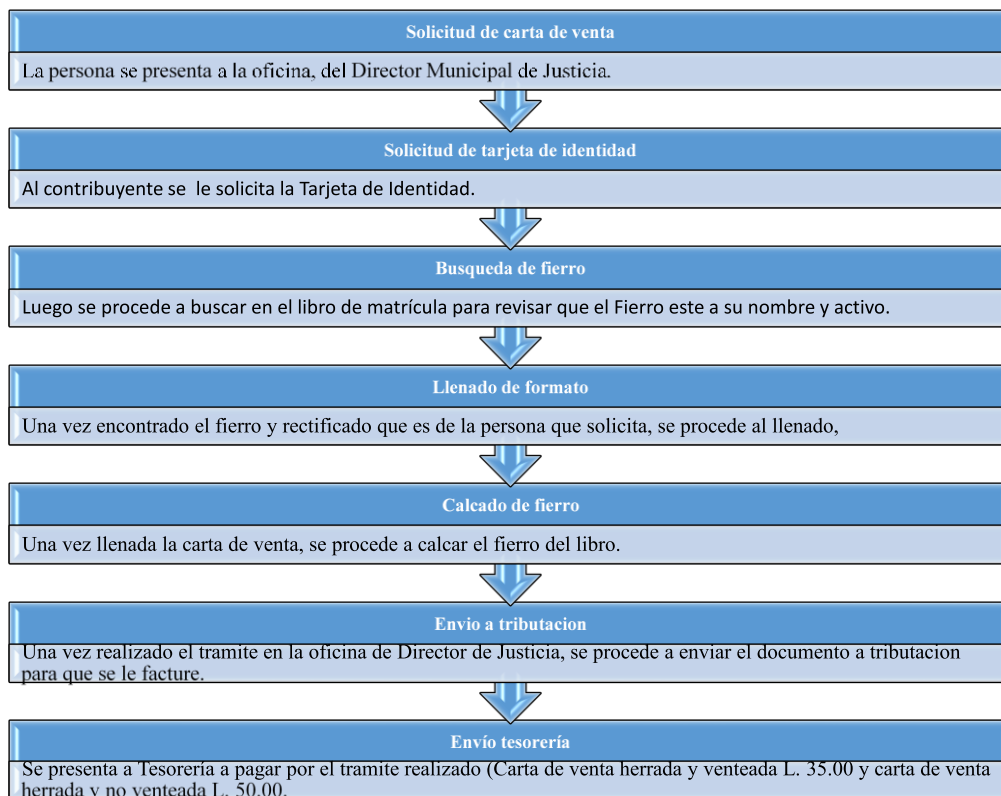 Solicitud de carta de venta
La persona se presenta a la oficina, del Director Municipal de Justicia.
Solicitud de tarjeta de identidad
Al contribuyente se le solicita la Tarjeta de Identidad.
Busqueda de fierro
Luego se procede a buscar en el libro de matrícula para revisar que el Fierro este a su nombre y activo.
Llenado de formato
Una vez encontrado el fierro y rectificado que es de la persona que solicita, se procede al llenado,
Calcado de fierro
Una vez llenada la carta de venta, se procede a calcar el fierro del libro.
Envio a tributacion
Una vez realizado el tramite en la oficina de Director de Justicia, se procede a enviar el documento a tributacion
para que se le facture.
Envío tesorería
Se presenta a Tesorería a pagar por el tramite realizado (Carta de venta herrada y venteada L. 35.00 y carta de venta
herrada y no venteada L. 50.00.